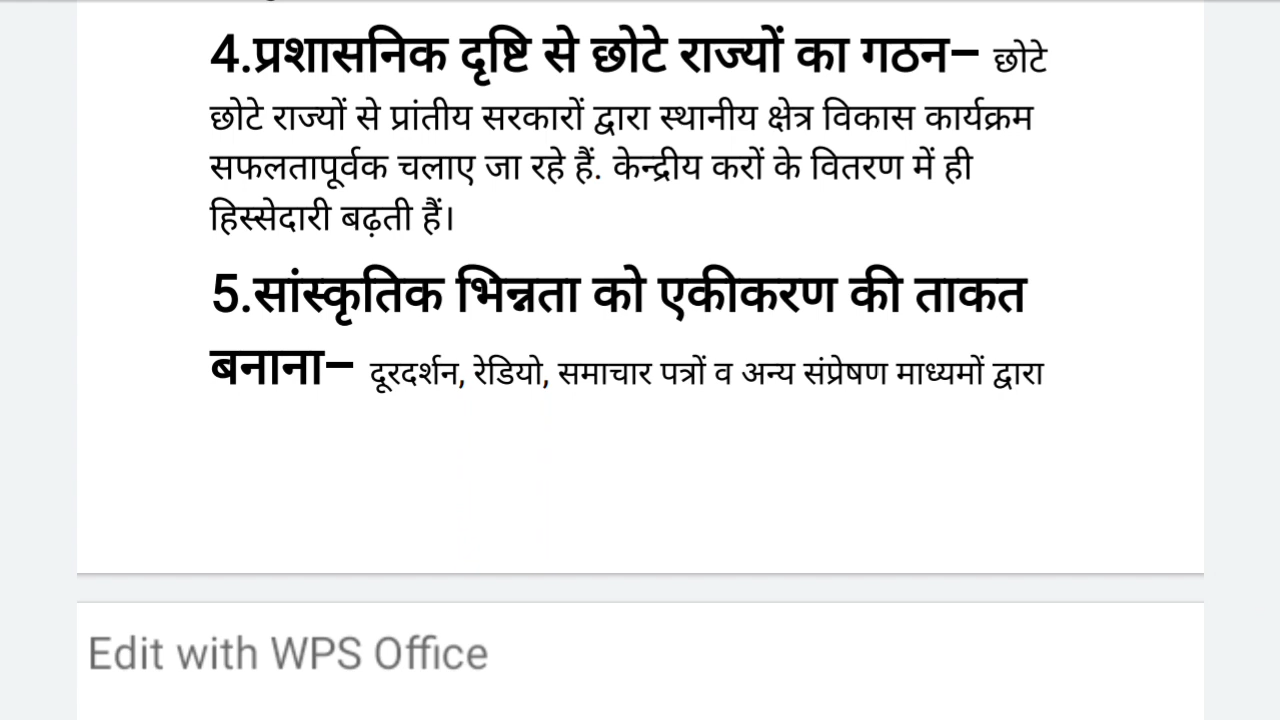 4.प्रशासनिक दृष्टि से छोटे राज्यों का गठन– छोटे
छोटे राज्यों से प्रांतीय सरकारों द्वारा स्थानीय क्षेत्र विकास कार्यक्रम
सफलतापूर्वक चलाए जा रहे हैं. केन्द्रीय करों के वितरण में ही
हिस्सेदारी बढ़ती हैं।
5.सांस्कृतिक भिन्नता को एकीकरण की ताकत
बनाना– दूरदर्शन, रेडियो, समाचार पत्रों व अन्य संप्रेषण माध्यमों द्वारा
Edit with WPS Office